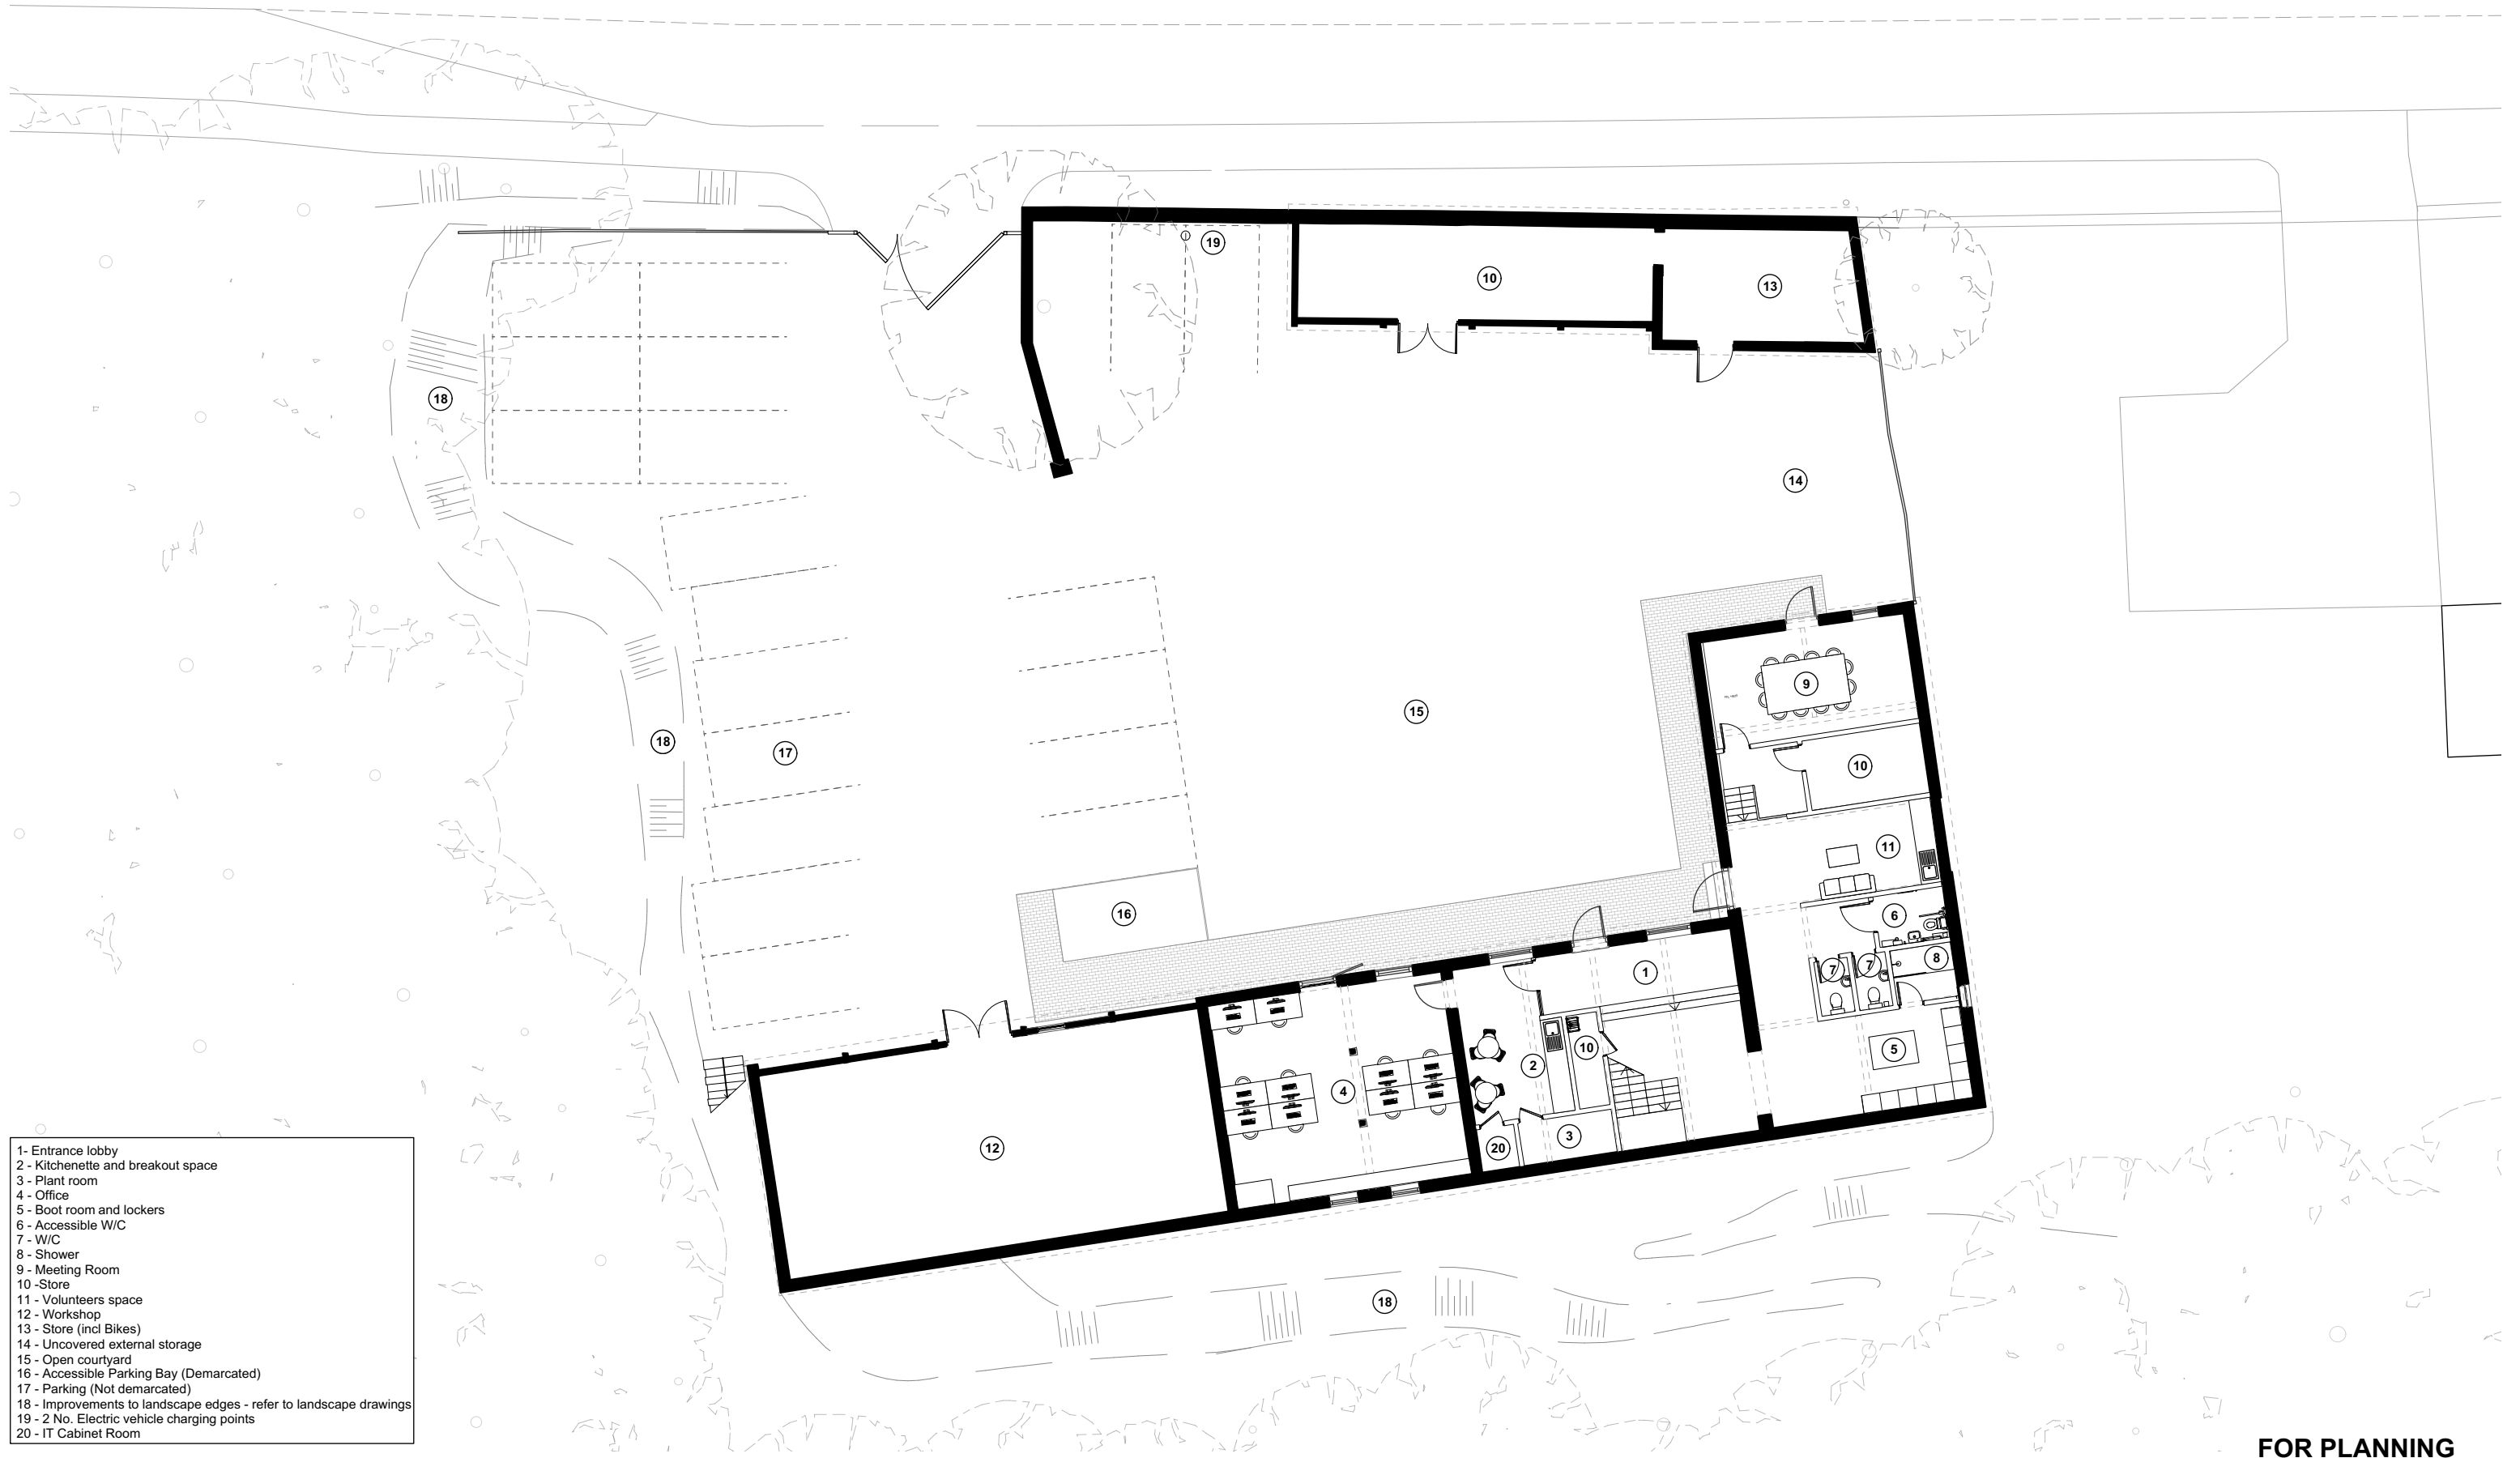 19
10
13
18
14
9
15
18
17
10
11
16
6
7
7
8
1
10
5
2
4
3
12
20
18
1- Entrance lobby
2 - Kitchenette and breakout space
3 - Plant room
4 - Office
5 - Boot room and lockers
6 - Accessible W/C
7 - W/C
8 - Shower
9 - Meeting Room
10 -Store
11 - Volunteers space
12 - Workshop
13 - Store (incl Bikes)
14 - Uncovered external storage
15 - Open courtyard
16 - Accessible Parking Bay (Demarcated)
17 - Parking (Not demarcated)
18 - Improvements to landscape edges - refer to landscape drawings
19 - 2 No. Electric vehicle charging points
20 - IT Cabinet Room
FOR PLANNING